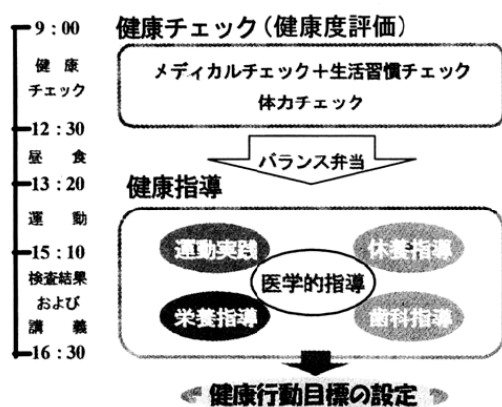 9：00
健康
チェック
12：30
昼食
13：20
運動
15：10
検査結果
および
講義
16：30
健康チェック（健康度評価）
メディカルチェック＋生活習慣チェック
体力チェック
バランス弁当
健康指導
運動実践
休養指導
医学的指導
栄養指導
歯科指導
健康行動目標の設定